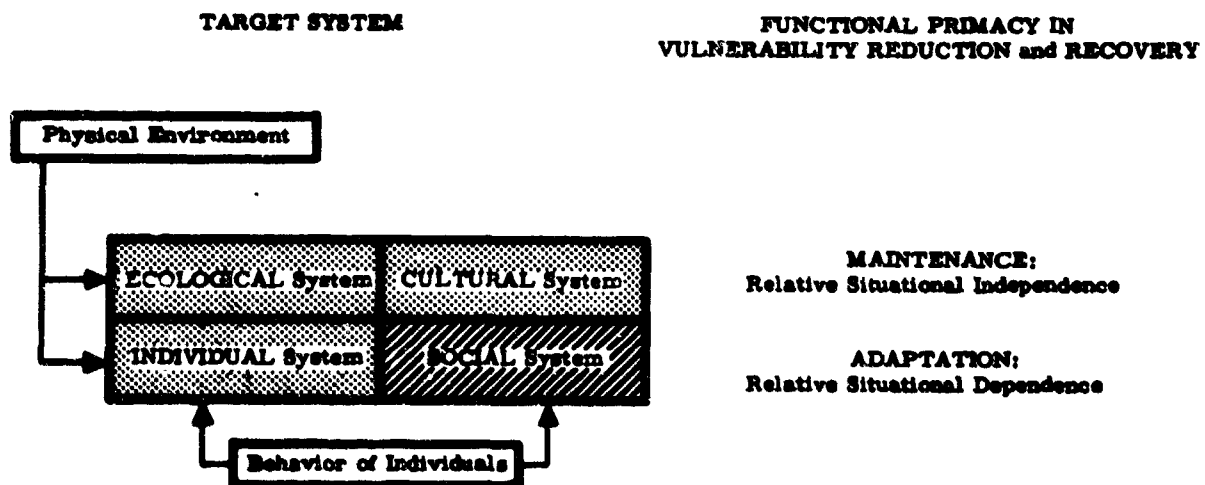 TARGET SYSTEM
FUNCTIONAL PRIMACY IN
VULNERABILITY REDUCTION and RECOVERY
Physical Environment
ECOLOGICAL System
CULTURAL System
MAINTENANCE:
Relative Situational Independence
INDIVIDUAL System
SOCIAL System
ADAPTATION:
Relative Situational Dependence
Behavior of Individuals